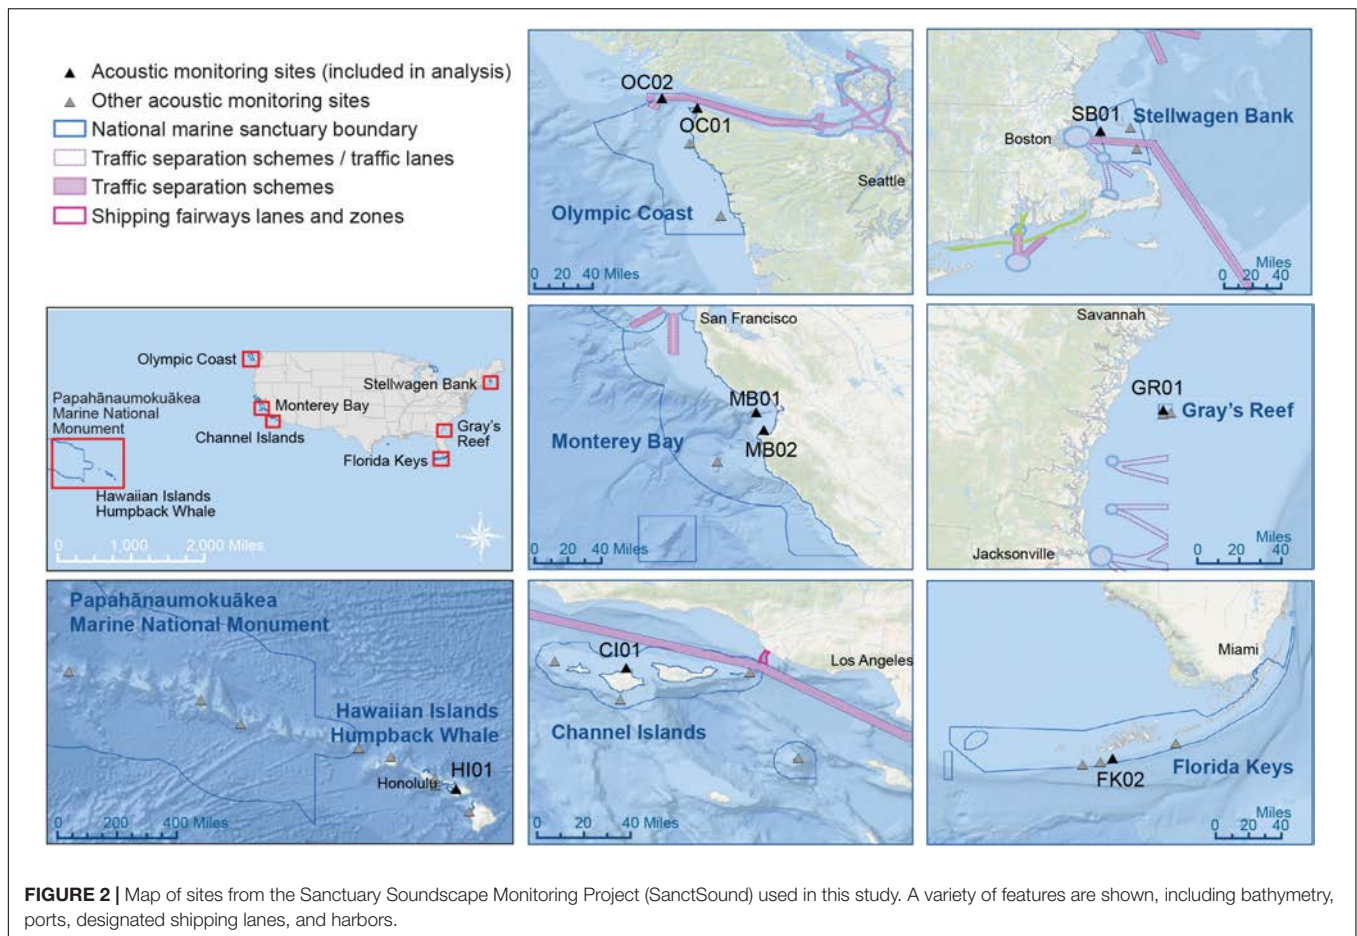 Acoustic monitoring sites (included in analysis)
Other acoustic monitoring sites
National marine sanctuary boundary
Traffic separation schemes / traffic lanes
Traffic separation schemes
Shipping fairways lanes and zones
OC02
OC01
Seattle
Olympic Coast
0 20 40 Miles
SB01
Stellwagen Bank
Boston
Miles
0 20 40
Olympic Coast
Stellwagen Bank
Papahānaumokuākea
Marine National
Monument
Monterey Bay
Channel Islands
Gray's
Reef
Florida Keys
Hawaiian Islands
Humpback Whale
0 1,000 2,000 Miles
San Francisco
MB01
Monterey Bay
MB02
0 20 40 Miles
Savannah
GR01
Gray's Reef
Jacksonville
Miles
0 20 40
Papahānaumokuākea
Marine National Monument
Hawaiian Islands
Humpback Whale
HI01
Honolulu
0 200 400 Miles
CI01
Los Angeles
Channel Islands
0 20 40 Miles
Miami
FK02
Florida Keys
Miles
0 20 40
FIGURE 2 | Map of sites from the Sanctuary Soundscape Monitoring Project (SanctSound) used in this study. A variety of features are shown, including bathymetry,
ports, designated shipping lanes, and harbors.